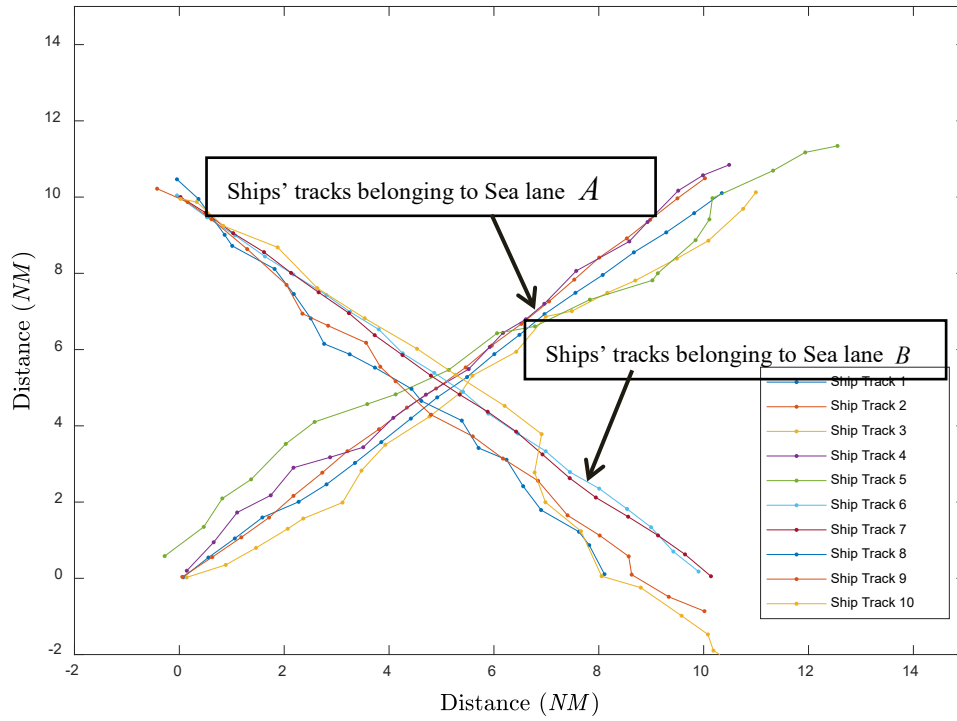 14
12
10
8
6
4
2
0
-2
Distance (NM)
Ships' tracks belonging to Sea lane A
Ships' tracks belonging to Sea lane B
Ship Track 1
Ship Track 2
Ship Track 3
Ship Track 4
Ship Track 5
Ship Track 6
Ship Track 7
Ship Track 8
Ship Track 9
Ship Track 10
-2 0 2 4 6 8 10 12 14
Distance (NM)